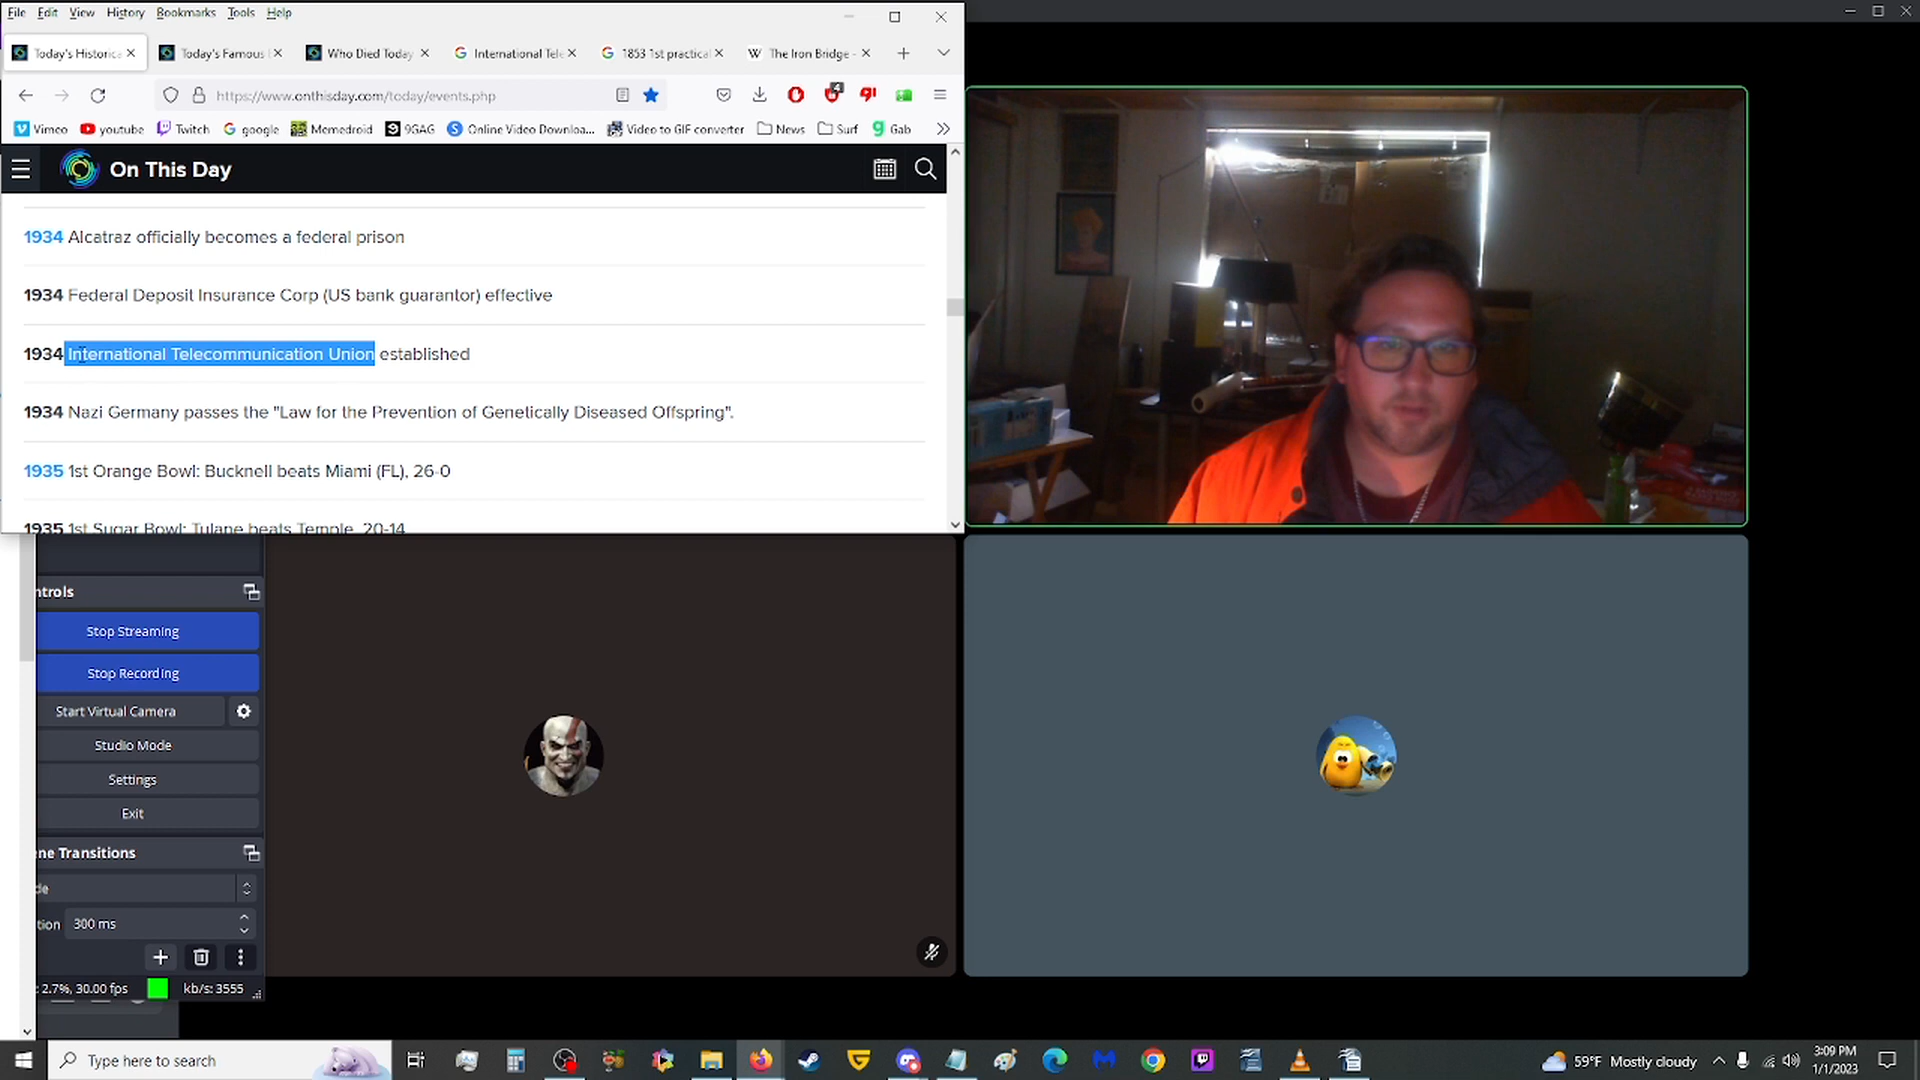 File Edit View History Bookmarks Tools Help
Today's Historica
Today's Famous
Who Died Today
International Tele
1853 1st practical
The Iron Bridge -
https://www.onthisday.com/today/events.php
4
Vimeo youtube Twitch google Memedroid 9GAG Online Video Downloa... Video to GIF converter News Surf Gab
On This Day
1934 Alcatraz officially becomes a federal prison
1934 Federal Deposit Insurance Corp (US bank guarantor) effective
1934 International Telecommunication Union established
1934 Nazi Germany passes the "Law for the Prevention of Genetically Diseased Offspring".
1935 1st Orange Bowl: Bucknell beats Miami (FL), 26-0
1935 1st Sugar Bowl: Tulane beats Temple, 20-14
ntrols
Stop Streaming
Stop Recording
Start Virtual Camera
Studio Mode
Settings
Exit
ene Transitions
de
tion 300 ms
: 2.7%, 30.00 fps kb/s: 3555
Type here to search
59°F Mostly cloudy
3:09 PM
1/1/2023